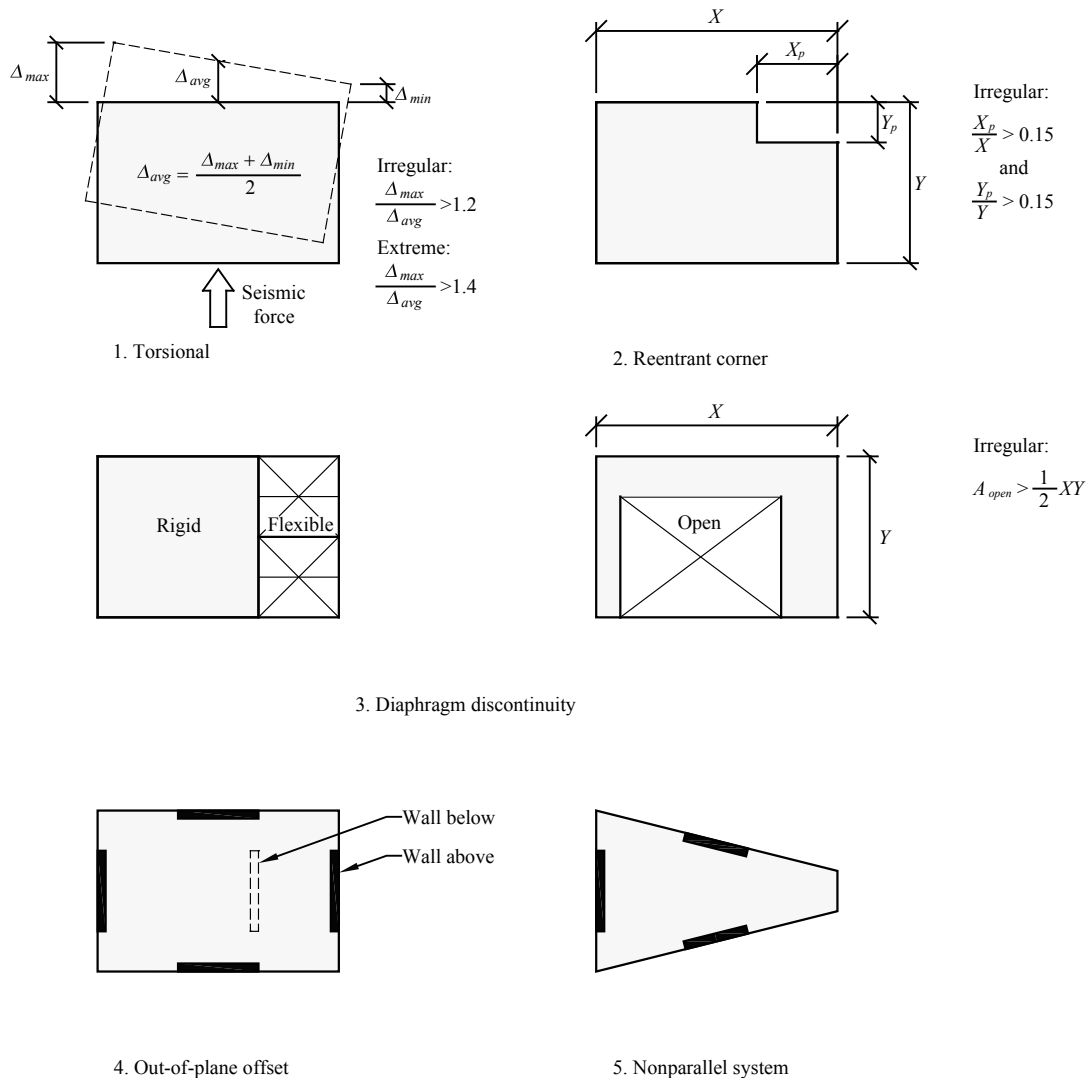 Δmax
Δavg
Δmin
Δavg = (Δmax + Δmin) / 2
Irregular:
Δmax / Δavg >1.2
Extreme:
Δmax / Δavg >1.4
Seismic
force
1. Torsional
X
Xp
Yp
Y
Irregular:
Xp / X > 0.15
and
Yp / Y > 0.15
2. Reentrant corner
Rigid
Flexible
X
Open
Y
Irregular:
A open > 1/2 XY
3. Diaphragm discontinuity
Wall below
Wall above
4. Out-of-plane offset
5. Nonparallel system